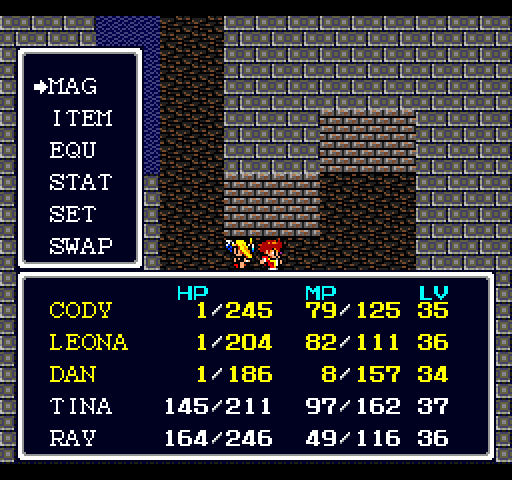 MAG
ITEM
EQU
STAT
SET
SWAP
HP MP LV
CODY 1/245 79/125 35
LEONA 1/204 82/111 36
DAN 1/186 8/157 34
TINA 145/211 97/162 37
RAY 164/246 49/116 36